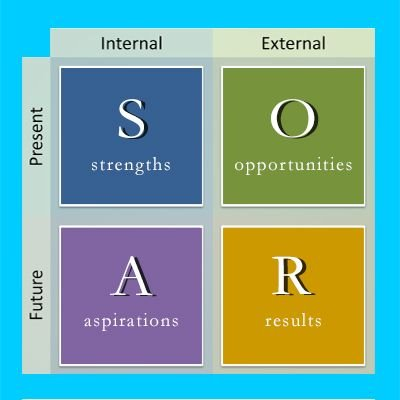 Internal
External
Present
S
strengths
O
opportunities
Future
A
aspirations
R
results